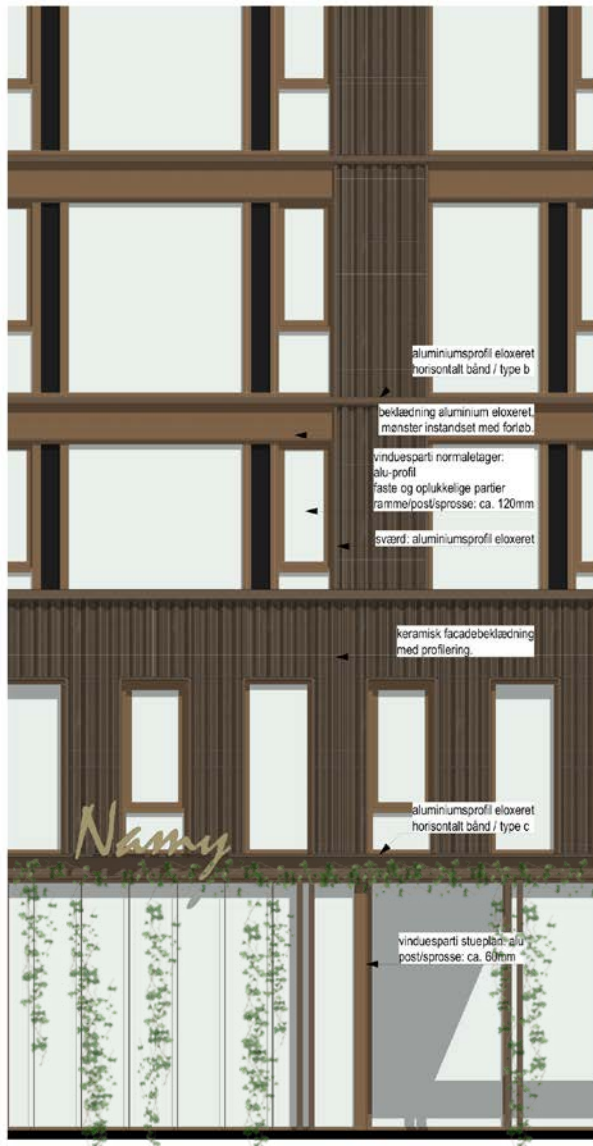 aluminiumsprofil eloxeret
horisontalt bånd / type b
beklædning aluminium eloxeret,
mønster instandset med forløb.
vinduesparti normaletager:
alu-profil
faste og oplukkelige partier
ramme/post/sprosse: ca. 120mm
sværd: aluminiumsprofil eloxeret
keramisk facadebeklædning
med profilering.
aluminiumsprofil eloxeret
horisontalt bånd / type c
Namy
vinduesparti stueplan: alu
post/sprosse: ca. 60mm